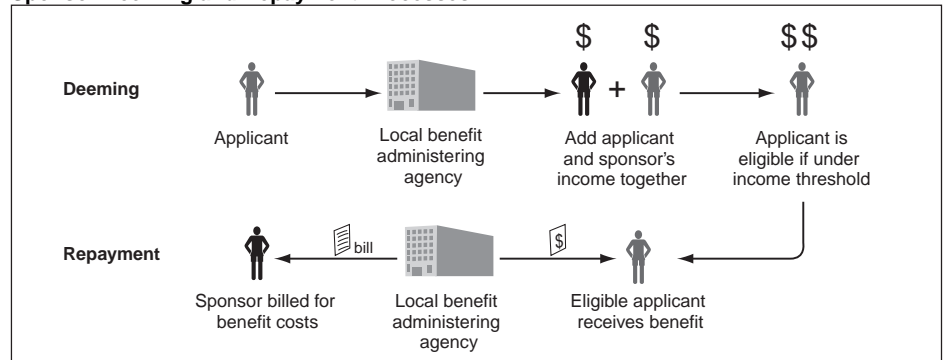 $ $ $$
Deeming
+
Applicant
Local benefit
administering
agency
Add applicant
and sponsor's
income together
Applicant is
eligible if under
income threshold
Repayment
bill
$
Sponsor billed for
benefit costs
Local benefit
administering
agency
Eligible applicant
receives benefit